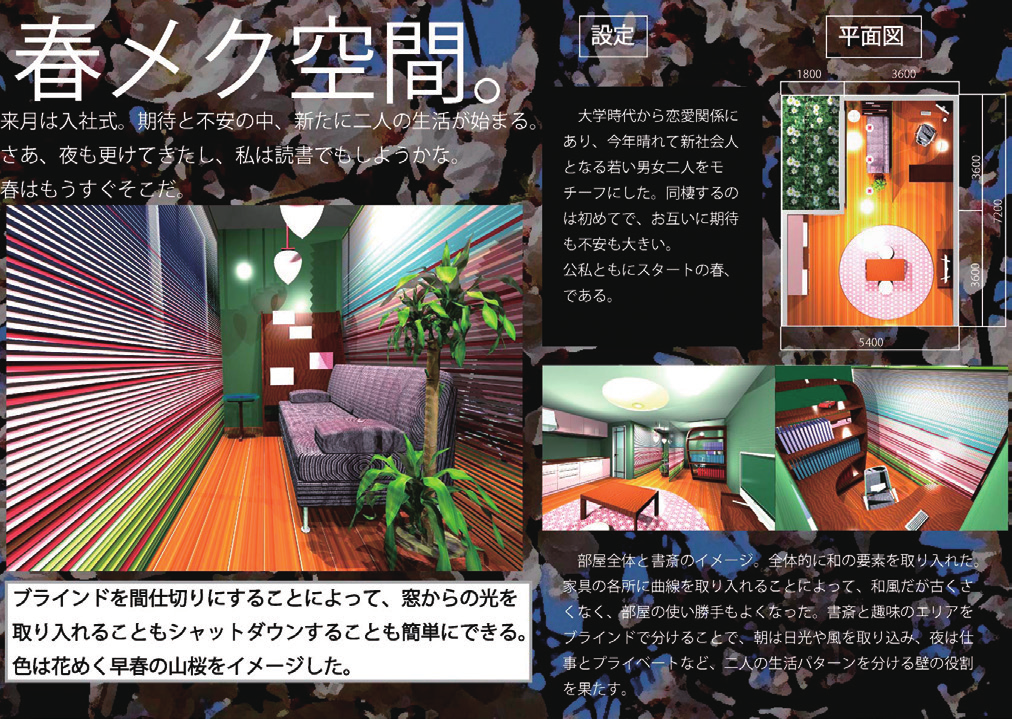 春メク空間。
来月は入社式。期待と不安の中、新たに二人の生活が始まる。
さあ、夜も更けてきたし、私は読書でもしようかな。
春はもうすぐそこだ。
ブラインドを間仕切りにすることによって、窓からの光を
取り入れることもシャットダウンすることも簡単にできる。
色は花めく早春の山桜をイメージした。
設定
大学時代から恋愛関係に
あり、今年晴れて新社会人
となる若い男女二人をモ
チーフにした。同棲するの
は初めてで、お互いに期待
も不安も大きい。
公私ともにスタートの春、
である。
平面図
1800
3600
3600
7200
3600
5400
部屋全体と書斎のイメージ。全体的に和の要素を取り入れた。
家具の各所に曲線を取り入れることによって、和風だが古くさ
くなく、部屋の使い勝手もよくなった。書斎と趣味のエリアを
ブラインドで分けることで、朝は日光や風を取り込み、夜は仕
事とプライベートなど、二人の生活パターンを分ける壁の役割
を果たす。